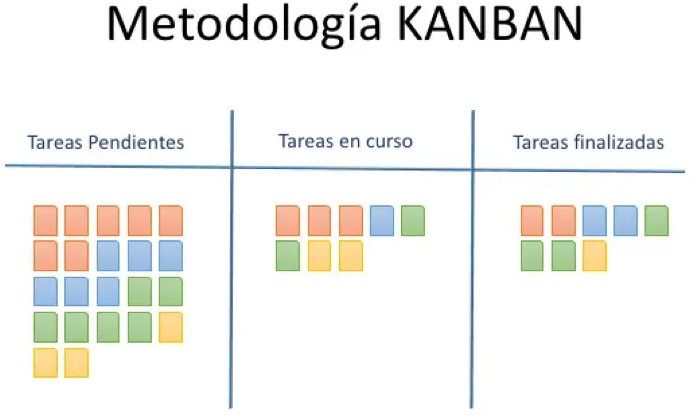 Metodología KANBAN
Tareas Pendientes
Tareas en curso
Tareas finalizadas